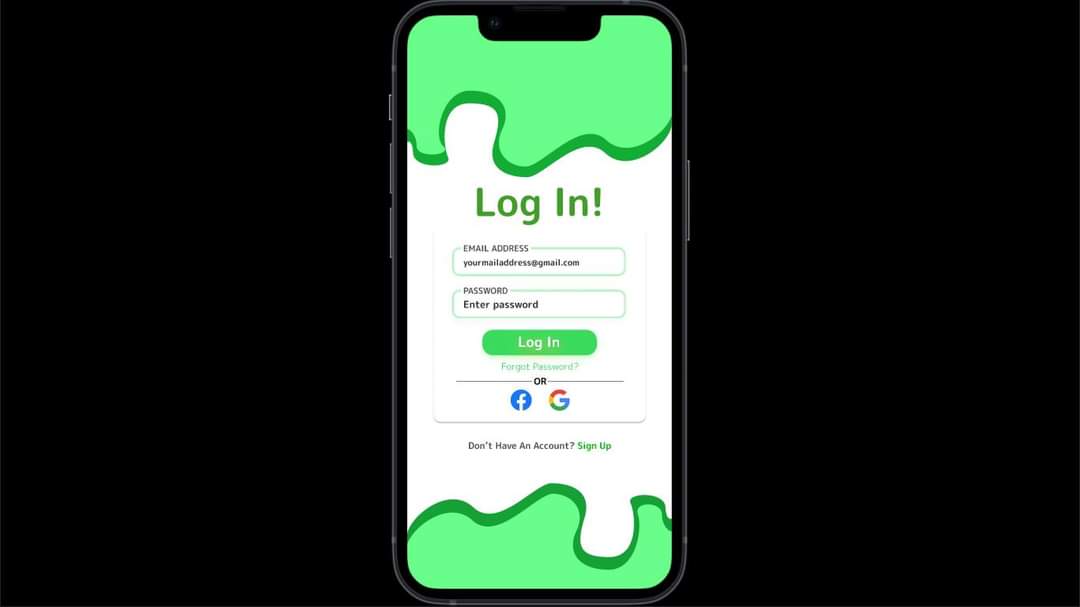 Log In!
EMAIL ADDRESS
yourmailaddress@gmail.com
PASSWORD
Enter password
Log In
Forgot Password?
OR
Don't Have An Account? Sign Up